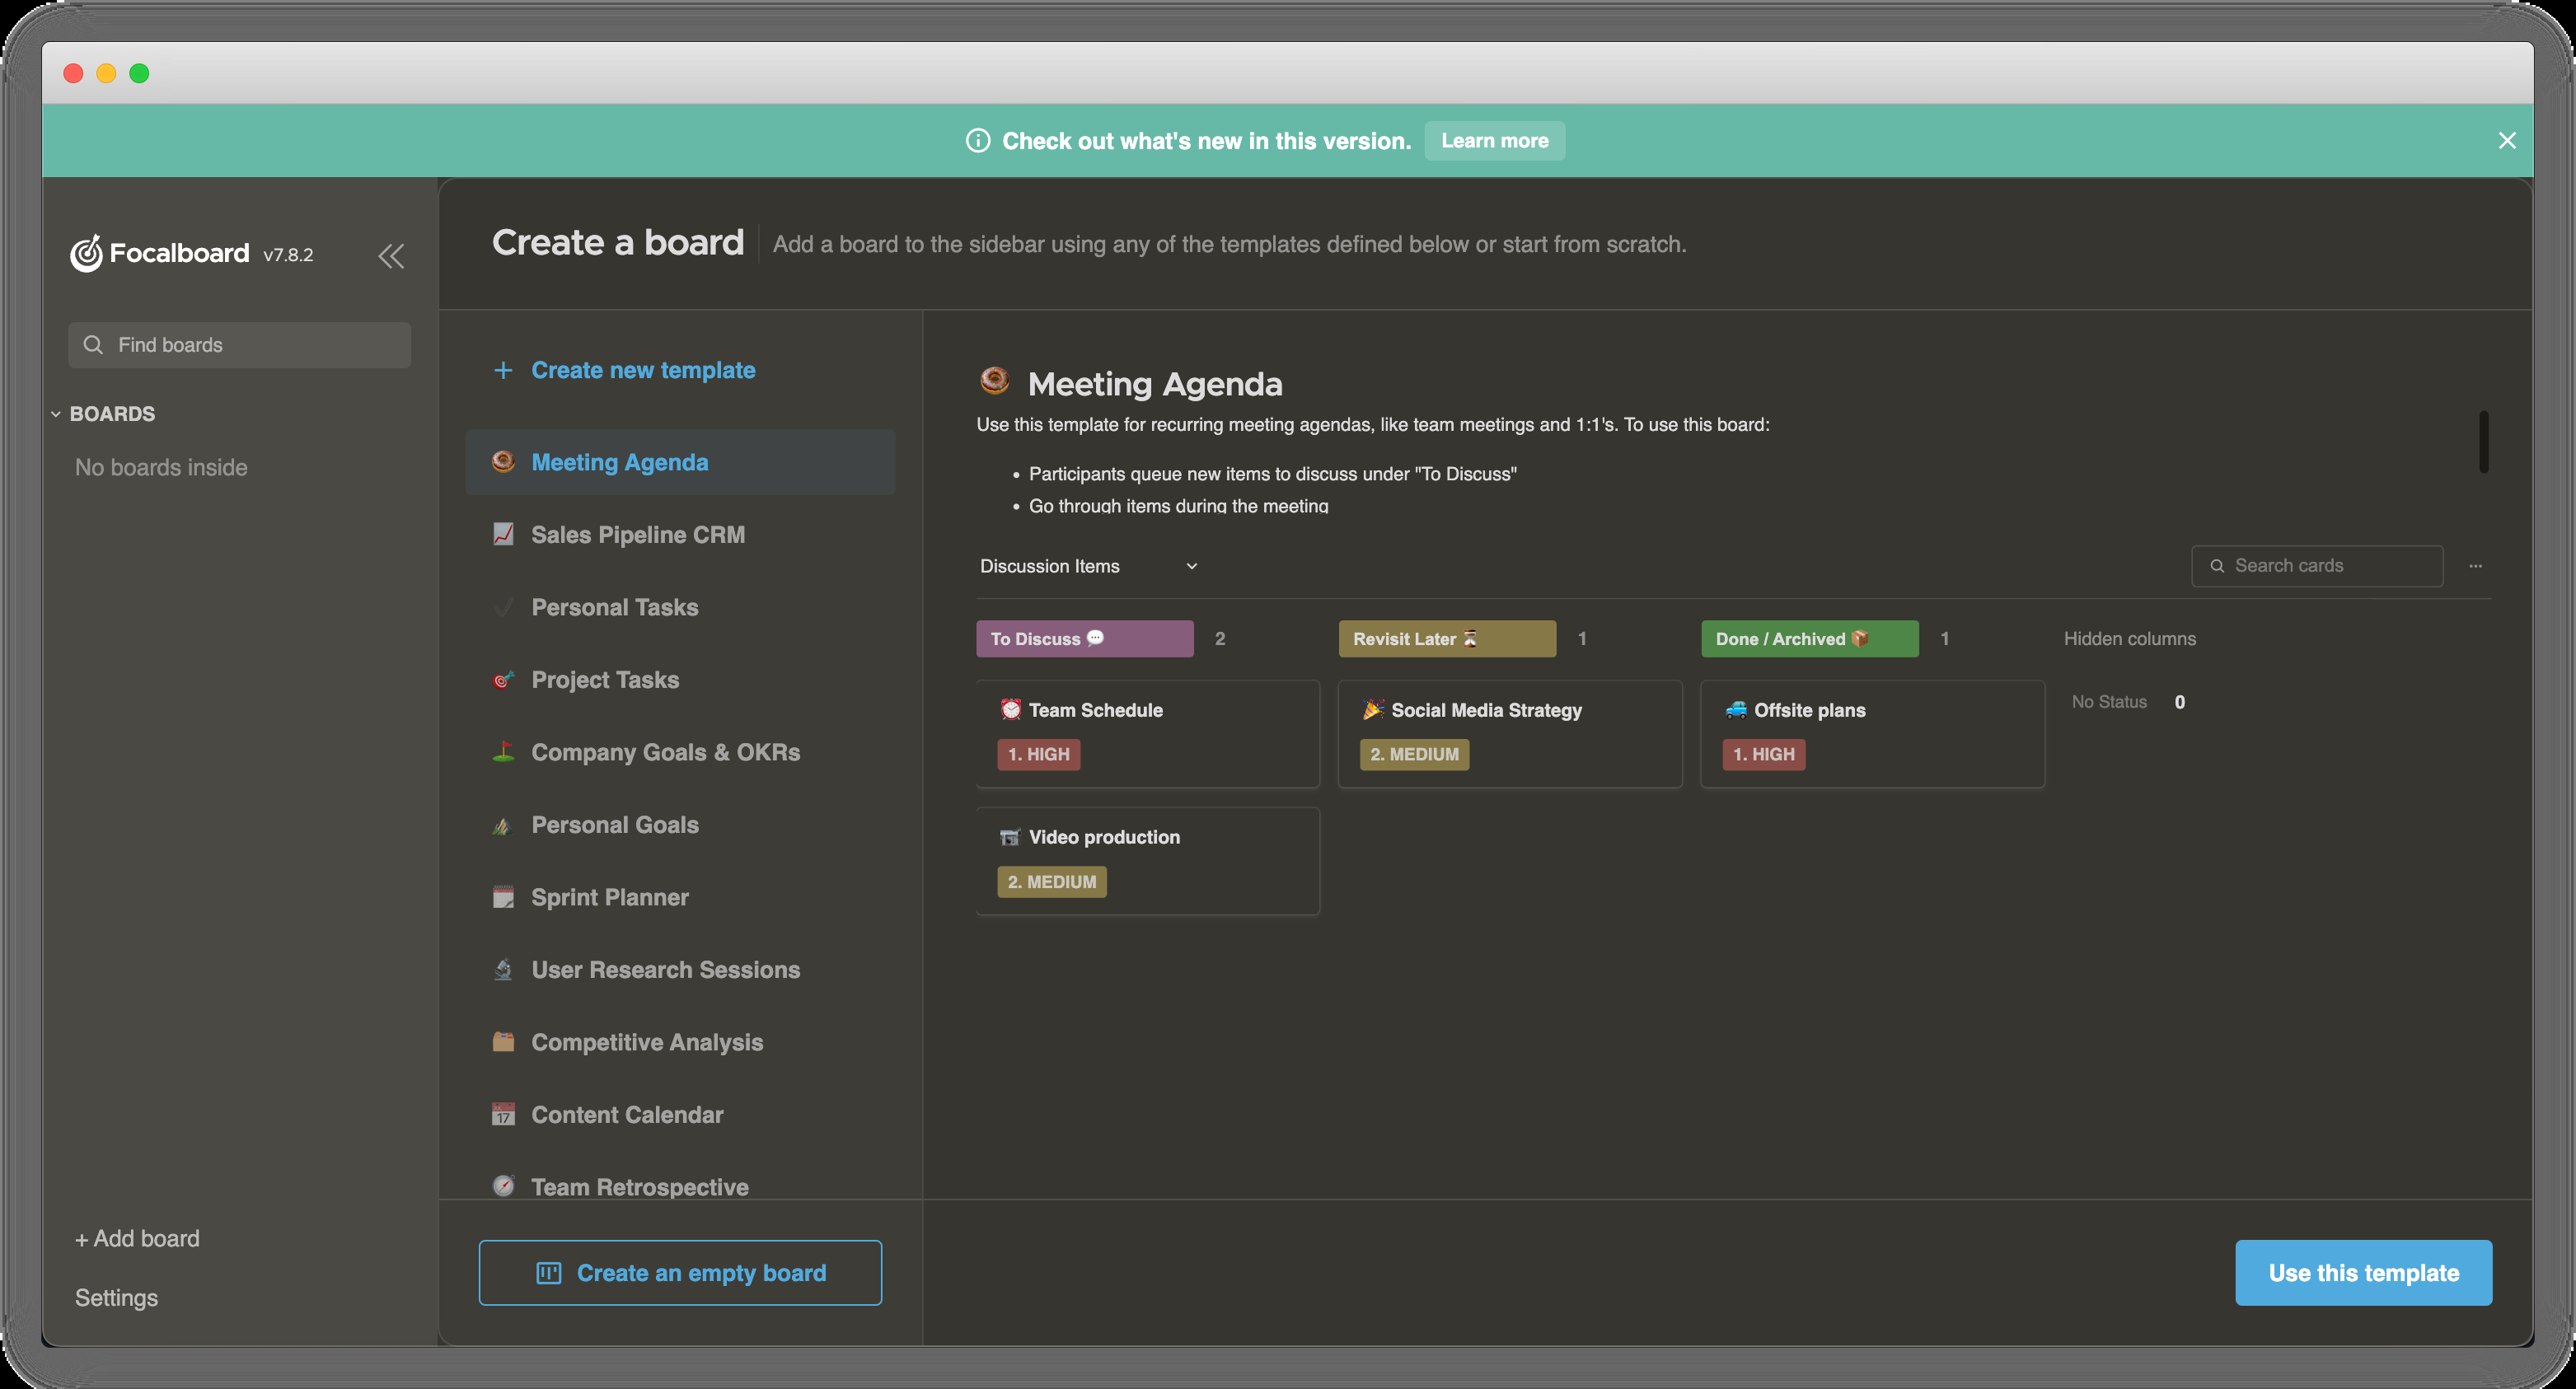 Check out what's new in this version. Learn more
Focalboard v7.8.2
Find boards
BOARDS
No boards inside
+ Add board
Settings
Create a board
Add a board to the sidebar using any of the templates defined below or start from scratch.
+ Create new template
Meeting Agenda
Sales Pipeline CRM
Personal Tasks
Project Tasks
Company Goals & OKRs
Personal Goals
Sprint Planner
User Research Sessions
Competitive Analysis
Content Calendar
Team Retrospective
Create an empty board
Meeting Agenda
Use this template for recurring meeting agendas, like team meetings and 1:1's. To use this board:
• Participants queue new items to discuss under "To Discuss"
• Go through items during the meeting
Discussion Items
Search cards
To Discuss 💬 2
Revisit Later ⏳ 1
Done / Archived 📦 1
Hidden columns
Team Schedule
1. HIGH
Video production
2. MEDIUM
Social Media Strategy
2. MEDIUM
Offsite plans
1. HIGH
No Status 0
Use this template